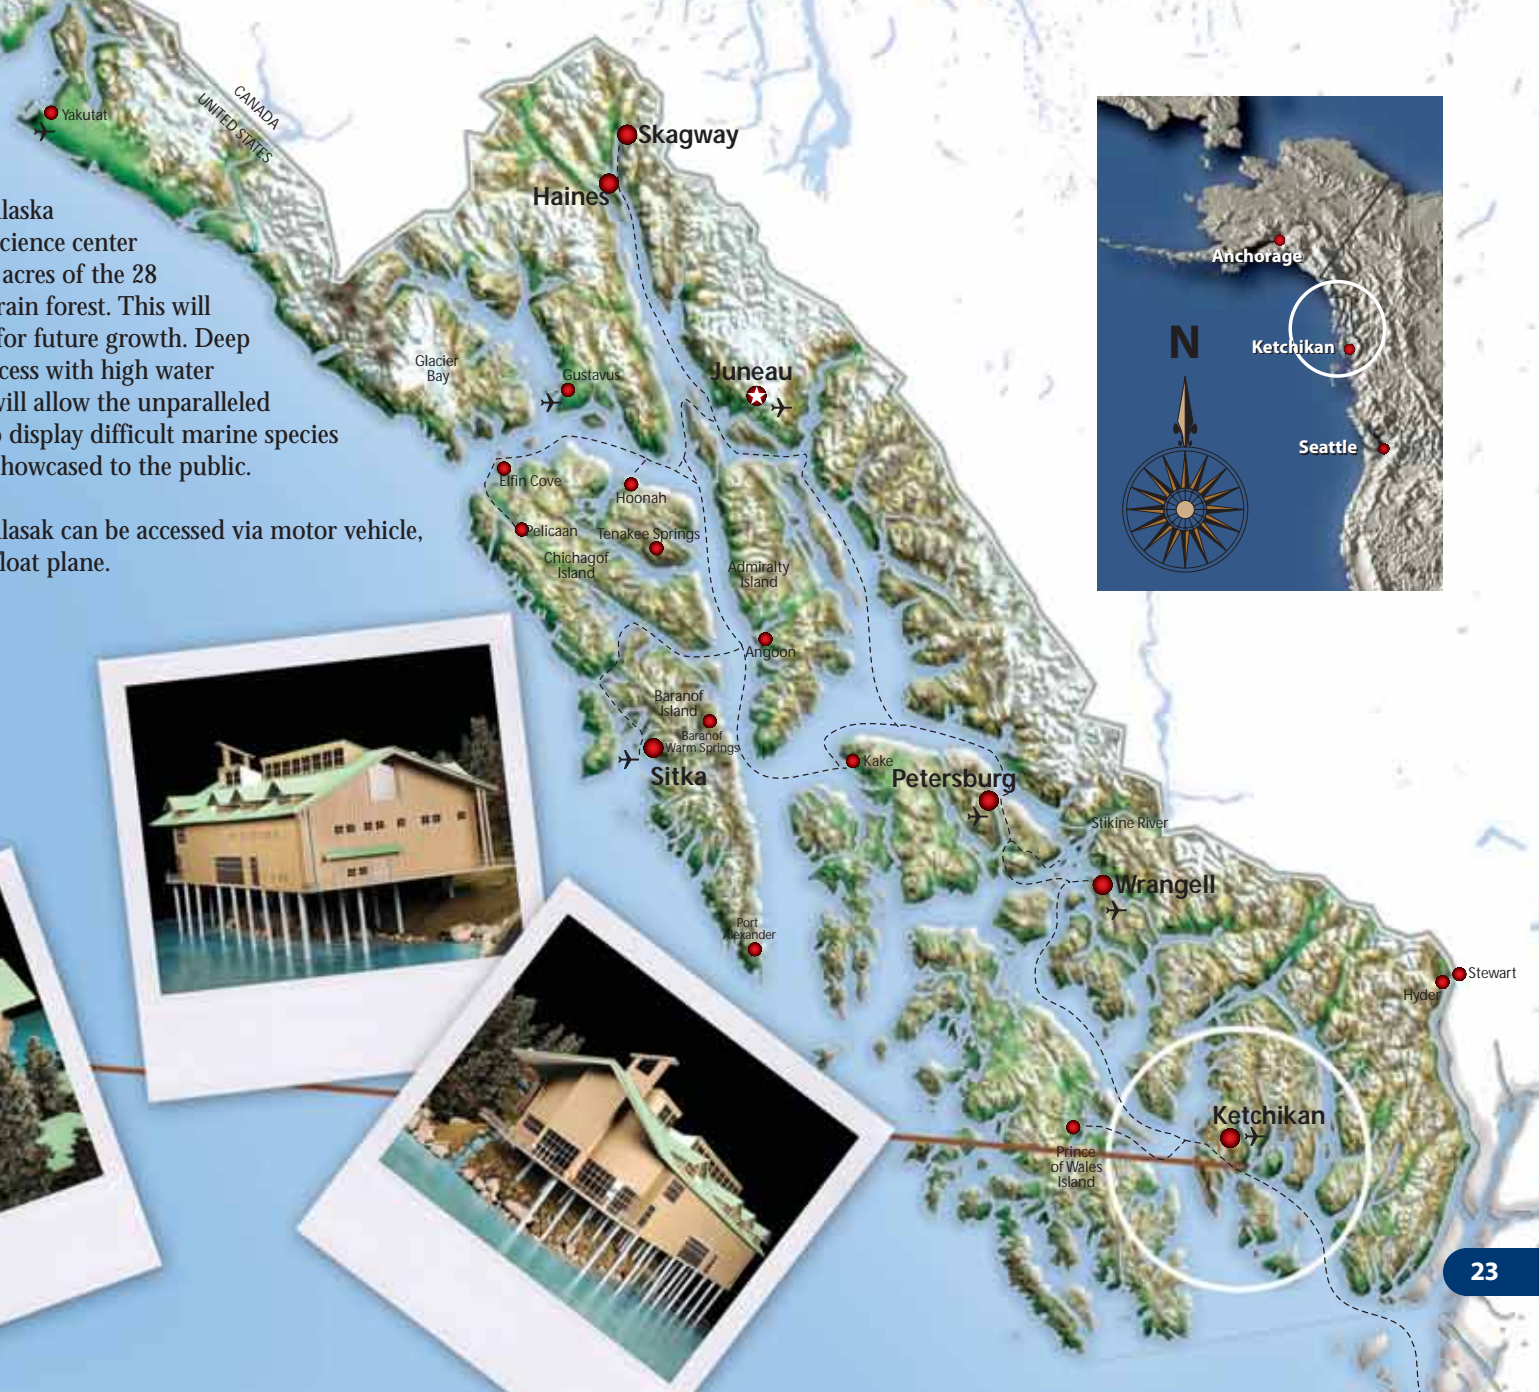 Yakutat
CANADA
UNITED STATES
Skagway
Haines
laska
cience center
acres of the 28
rain forest. This will
for future growth. Deep
cess with high water
will allow the unparalleled
display difficult marine species
howcased to the public.
lasak can be accessed via motor vehicle,
loat plane.
Glacier
Bay
Gustavus
Juneau
Elfin Cove
Hoonah
Pelicaan
Tenakee Springs
Chichagof
Island
Admiralty
Island
Angoon
Baranof
Island
Baranof
Warm Springs
Sitka
Kake
Petersburg
Stikine River
Wrangell
Port
Alexander
Stewart
Hyder
Ketchikan
Prince
of Wales
Island
Anchorage
N
Ketchikan
Seattle
23